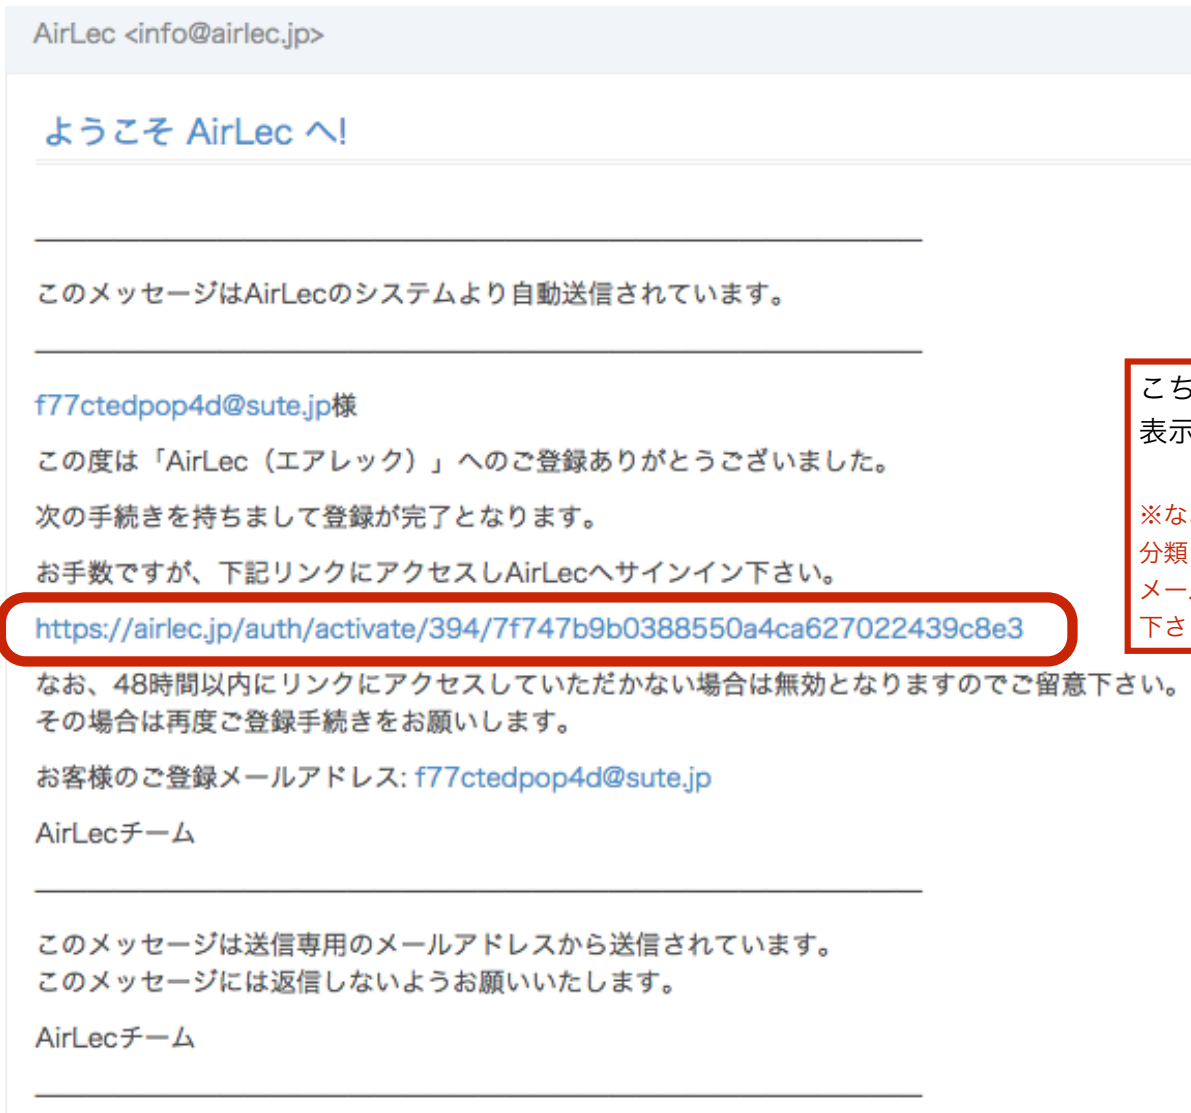 AirLec <info@airlec.jp>
ようこそ AirLec へ!
このメッセージはAirLecのシステムより自動送信されています。
f77ctedpop4d@sute.jp様
この度は「AirLec（エアレック）」へのご登録ありがとうございました。
次の手続きを持ちまして登録が完了となります。
お手数ですが、下記リンクにアクセスしAirLecへサインイン下さい。
https://airlec.jp/auth/activate/394/7f747b9b0388550a4ca627022439c8e3
なお、48時間以内にリンクにアクセスしていただかない場合は無効となりますのでご留意下さい。
その場合は再度ご登録手続きをお願いします。
お客様のご登録メールアドレス: f77ctedpop4d@sute.jp
AirLecチーム
このメッセージは送信専用のメールアドレスから送信されています。
このメッセージには返信しないようお願いいたします。
AirLecチーム
こち
表示
※な
分類
メー
下さ